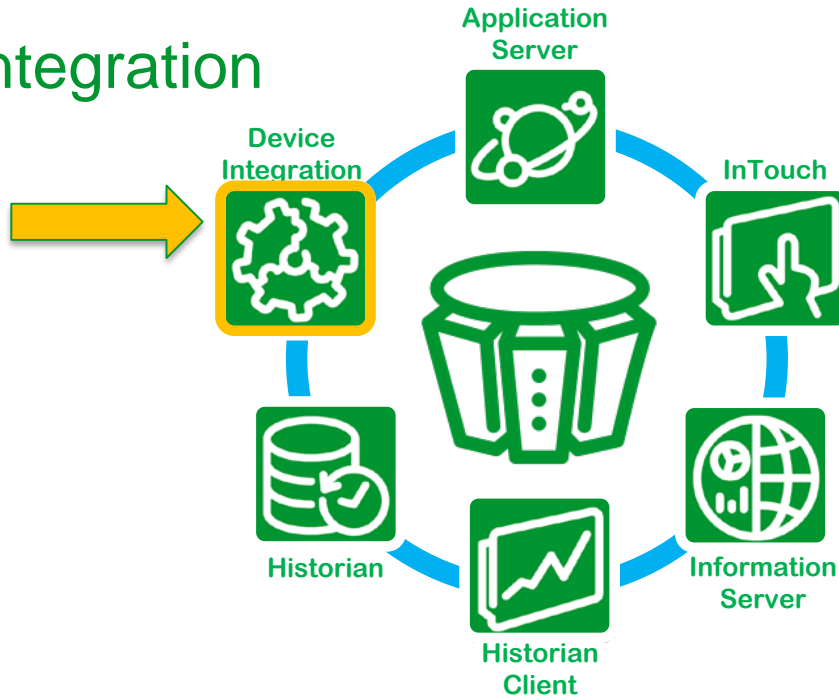 ntegration
Application
Server
Device
Integration
InTouch
Historian
Information
Server
Historian
Client